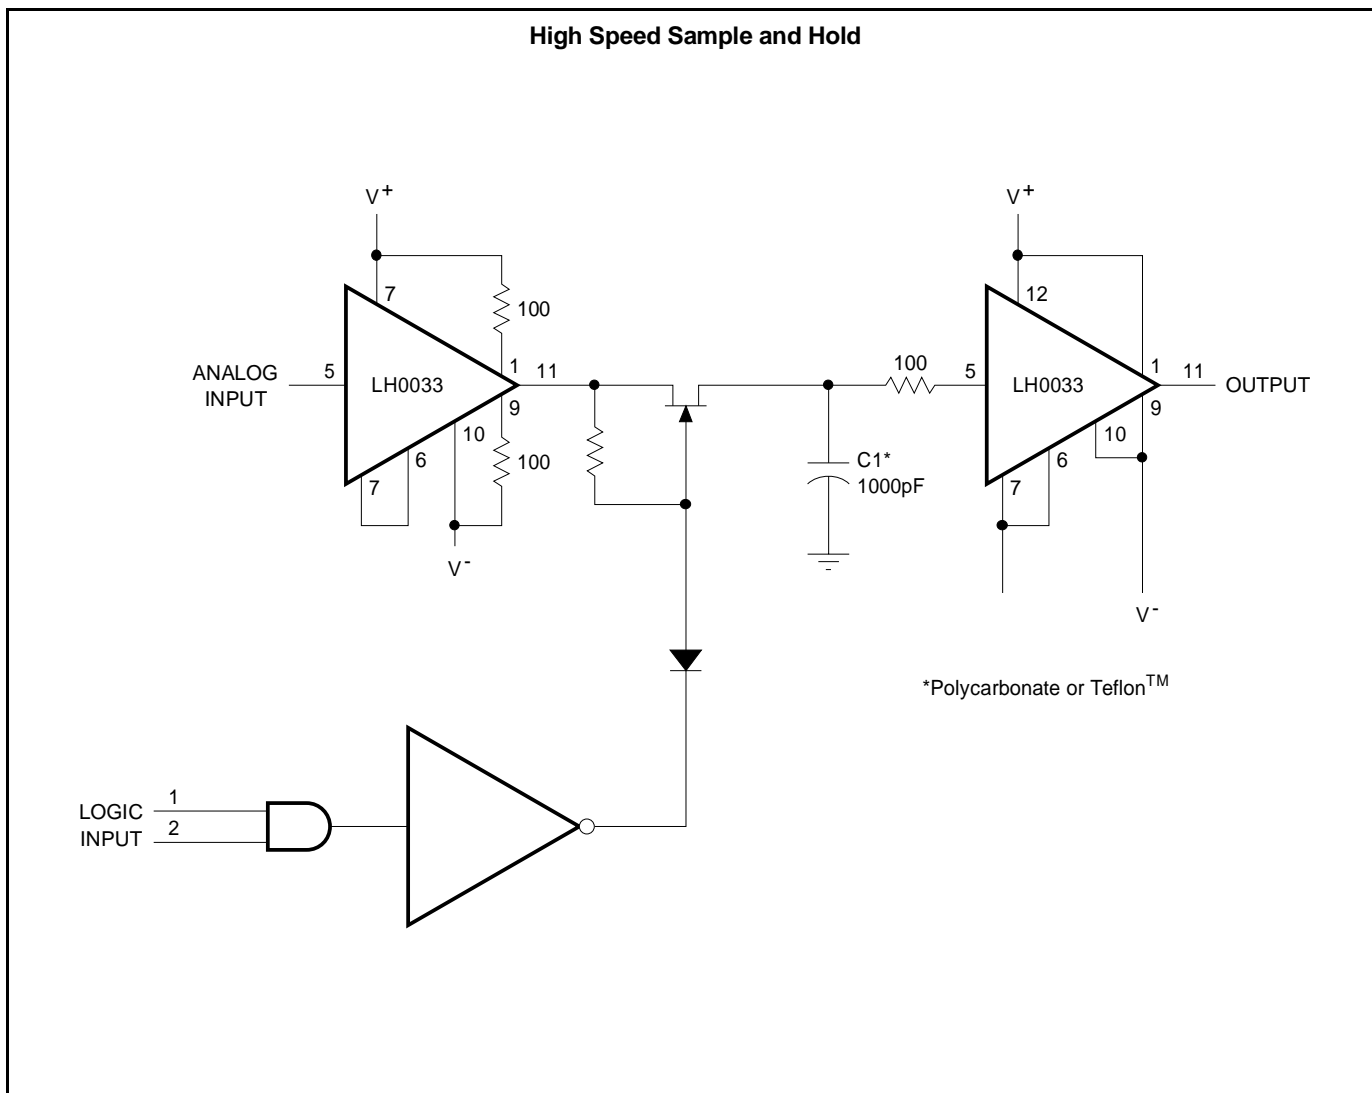 High Speed Sample and Hold
V+
V+
7
12
100
ANALOG
INPUT
5
LH0033
1
11
9
10
6
7
100
100
5
LH0033
1
11
OUTPUT
9
10
6
7
C1*
1000pF
V-
V-
*Polycarbonate or Teflon™
LOGIC
INPUT
1
2